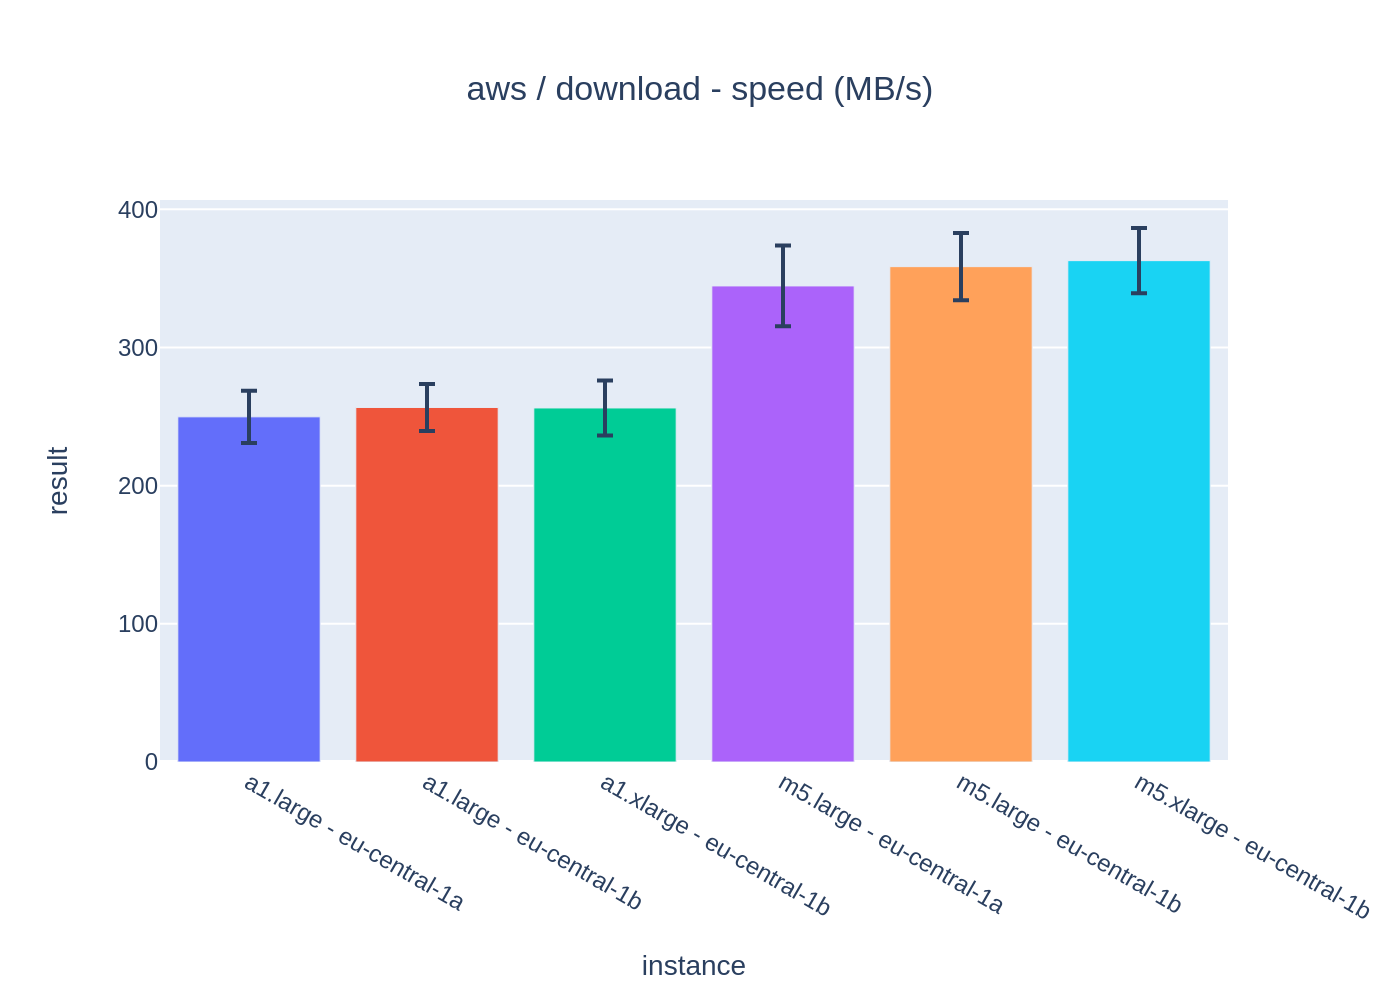 aws / download - speed (MB/s)
400
300
200
100
0
result
a1.large - eu-central-1a
a1.large - eu-central-1b
a1.xlarge - eu-central-1b
m5.large - eu-central-1a
m5.large - eu-central-1b
m5.xlarge - eu-central-1b
instance